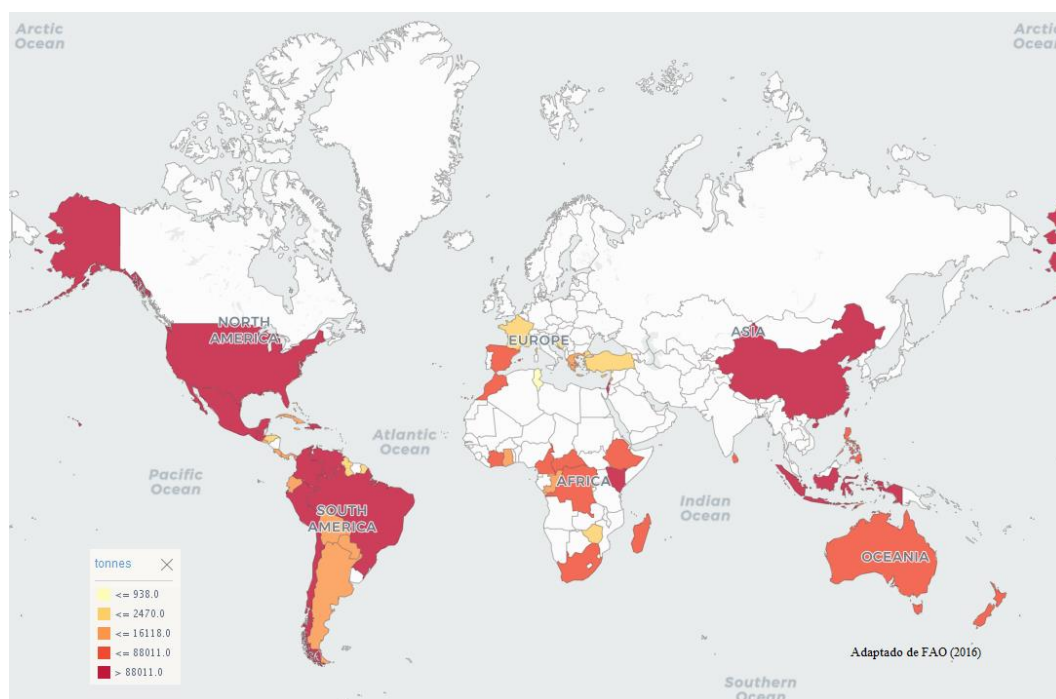 Arctic
Ocean
Arctic
Ocean
NORTH
AMERICA
EUROPE
ASIA
Atlantic
Ocean
Pacific
Ocean
AFRICA
Indian
Ocean
SOUTH
AMERICA
OCEANIA
tonnes
<= 938.0
<= 2470.0
<= 16118.0
<= 88011.0
> 88011.0
Adaptado de FAO (2016)
Southern
Ocean